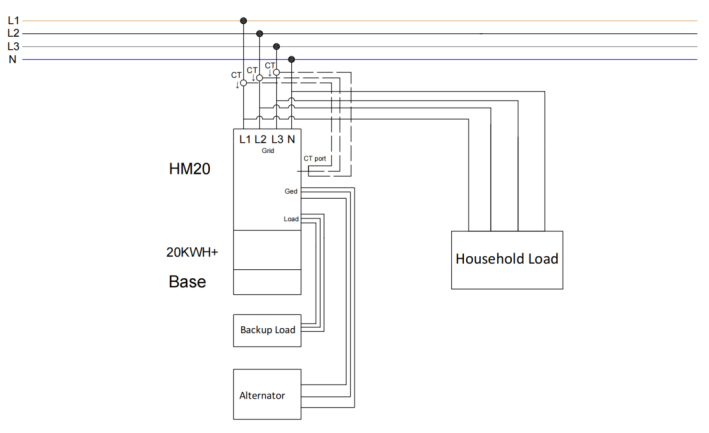 L1
L2
L3
N
CT
CT
CT
L1 L2 L3 N
Grid
CT port
HM20
Ged
Load
20KWH+
Household Load
Base
Backup Load
Alternator